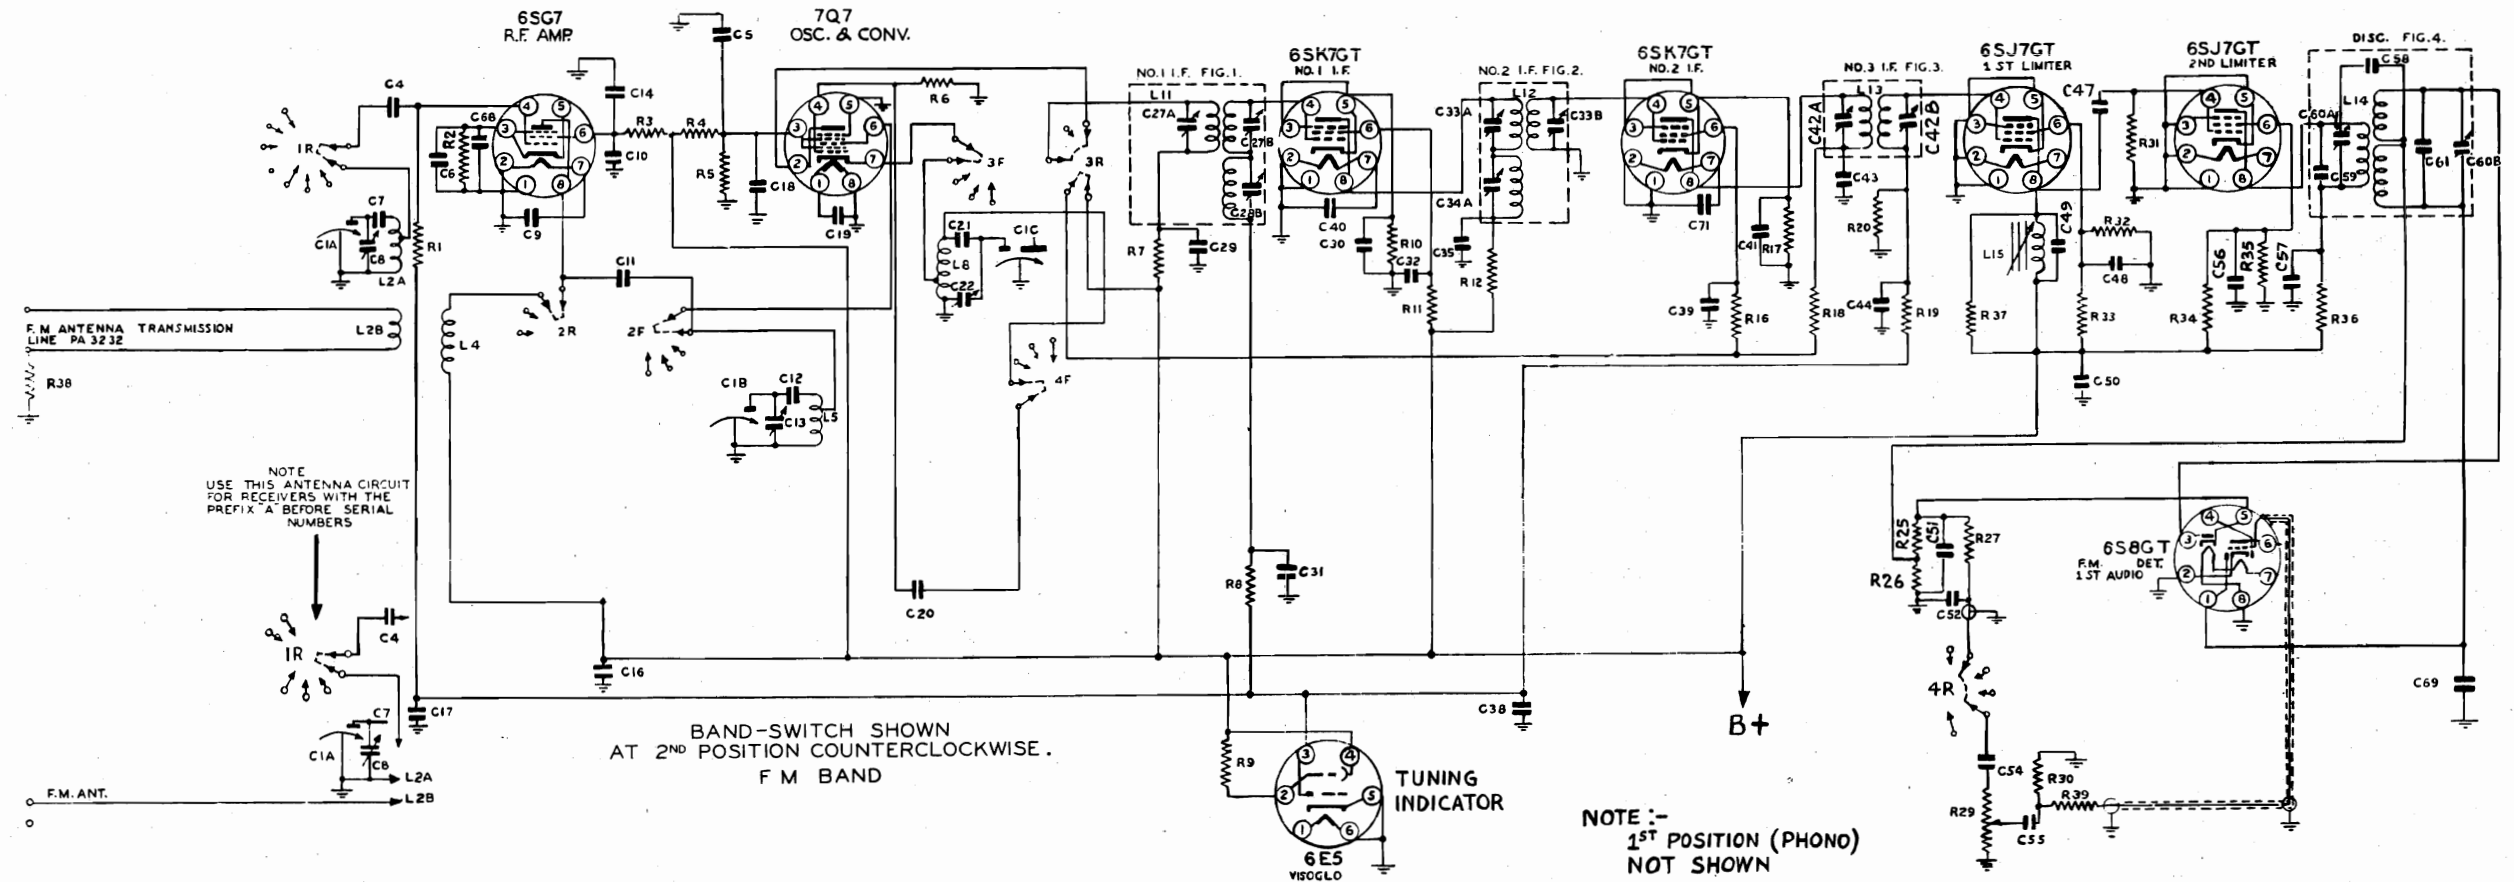 6SG7
R.F. AMP.
7Q7
OSC. & CONV.
6SK7GT
NO. 1 I.F.
6SK7GT
NO. 2 I.F.
6SJ7GT
1ST LIMITER
6SJ7GT
2ND LIMITER
DISC. FIG. 4.
NO. 1 I.F. FIG. 1.
NO. 2 I.F. FIG. 2.
NO. 3 I.F. FIG. 3.
C4
1R
C68
R2
C6
C9
C14
C10
R3
R4
C5
R5
C18
C19
R6
3F
3R
L11
C27A
C27B
C28B
R7
C29
C40
C30
R10
C32
R11
L12
C33A
C33B
C34A
C35
R12
C71
C39
R16
C41
R17
C42A
L13
C42B
C43
R20
R18
C44
R19
C47
R31
C49
L15
R37
R32
C48
R33
C50
C56
R35
C57
R34
R36
C58
C60A
L14
C59
C61
C60B
C7
C1A
C8
L2A
R1
F.M ANTENNA TRANSMISSION
LINE PA 3232
L2B
R38
L4
C11
2R
2F
C1B
C12
C13
L5
C21
C1C
L8
C22
4F
C20
R8
C31
NOTE
USE THIS ANTENNA CIRCUIT
FOR RECEIVERS WITH THE
PREFIX "A" BEFORE SERIAL
NUMBERS
1R
C4
C7
C1A
C8
L2A
L2B
F.M. ANT.
C17
C16
BAND-SWITCH SHOWN
AT 2ND POSITION COUNTERCLOCKWISE.
FM BAND
R9
C38
B+
TUNING
INDICATOR
6E5
VISOGLO
R25
C51
R27
R26
C52
4R
C54
R29
R30
R39
C55
6S8GT
F.M. DET.
1ST AUDIO
C69
NOTE :-
1ST POSITION (PHONO)
NOT SHOWN